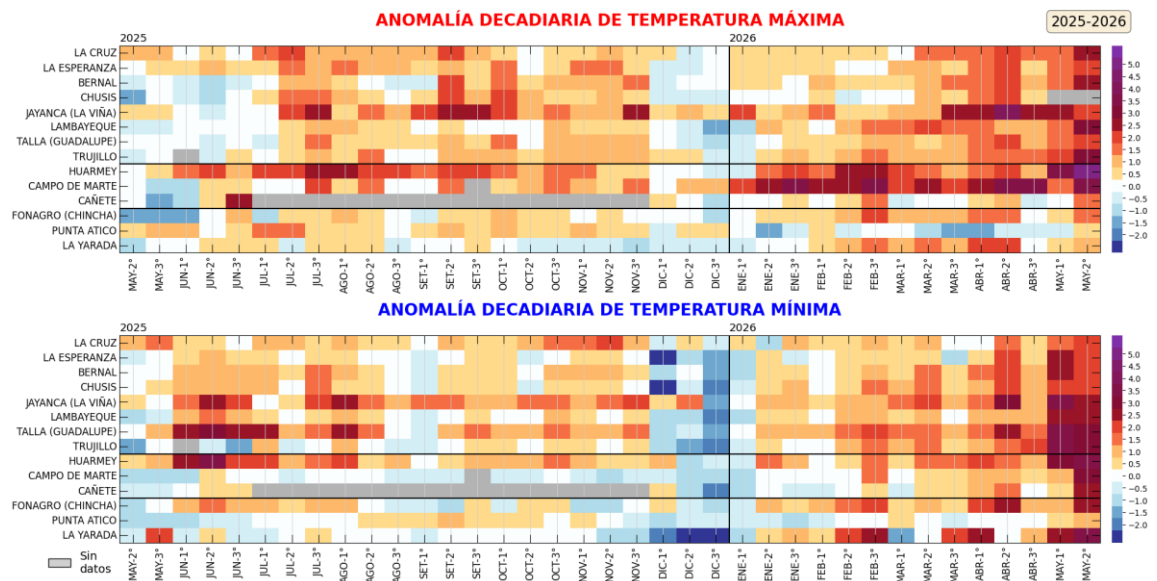 ANOMALÍA DECADIARIA DE TEMPERATURA MÁXIMA
2025-2026
2025
2026
LA CRUZ
LA ESPERANZA
BERNAL
CHUSIS
JAYANCA (LA VIÑA)
LAMBAYEQUE
TALLA (GUADALUPE)
TRUJILLO
HUARMEY
CAMPO DE MARTE
CAÑETE
FONAGRO (CHINCHA)
PUNTA ATICO
LA YARADA
5.0
4.5
4.0
3.5
3.0
2.5
2.0
1.5
1.0
0.5
0.0
−0.5
−1.0
−1.5
−2.0
MAY-2°
MAY-3°
JUN-1°
JUN-2°
JUN-3°
JUL-1°
JUL-2°
JUL-3°
AGO-1°
AGO-2°
AGO-3°
SET-1°
SET-2°
SET-3°
OCT-1°
OCT-2°
OCT-3°
NOV-1°
NOV-2°
NOV-3°
DIC-1°
DIC-2°
DIC-3°
ENE-1°
ENE-2°
ENE-3°
FEB-1°
FEB-2°
FEB-3°
MAR-1°
MAR-2°
MAR-3°
ABR-1°
ABR-2°
ABR-3°
MAY-1°
MAY-2°
ANOMALÍA DECADIARIA DE TEMPERATURA MÍNIMA
2025
2026
LA CRUZ
LA ESPERANZA
BERNAL
CHUSIS
JAYANCA (LA VIÑA)
LAMBAYEQUE
TALLA (GUADALUPE)
TRUJILLO
HUARMEY
CAMPO DE MARTE
CAÑETE
FONAGRO (CHINCHA)
PUNTA ATICO
LA YARADA
5.0
4.5
4.0
3.5
3.0
2.5
2.0
1.5
1.0
0.5
0.0
−0.5
−1.0
−1.5
−2.0
Sin
datos
MAY-2°
MAY-3°
JUN-1°
JUN-2°
JUN-3°
JUL-1°
JUL-2°
JUL-3°
AGO-1°
AGO-2°
AGO-3°
SET-1°
SET-2°
SET-3°
OCT-1°
OCT-2°
OCT-3°
NOV-1°
NOV-2°
NOV-3°
DIC-1°
DIC-2°
DIC-3°
ENE-1°
ENE-2°
ENE-3°
FEB-1°
FEB-2°
FEB-3°
MAR-1°
MAR-2°
MAR-3°
ABR-1°
ABR-2°
ABR-3°
MAY-1°
MAY-2°